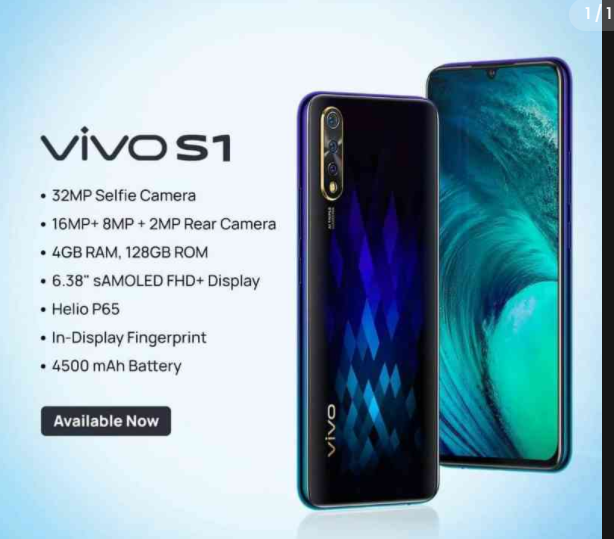 1/1
vivo S1
• 32MP Selfie Camera
• 16MP+ 8MP + 2MP Rear Camera
• 4GB RAM, 128GB ROM
• 6.38" sAMOLED FHD+ Display
• Helio P65
• In-Display Fingerprint
• 4500 mAh Battery
Available Now
vivo